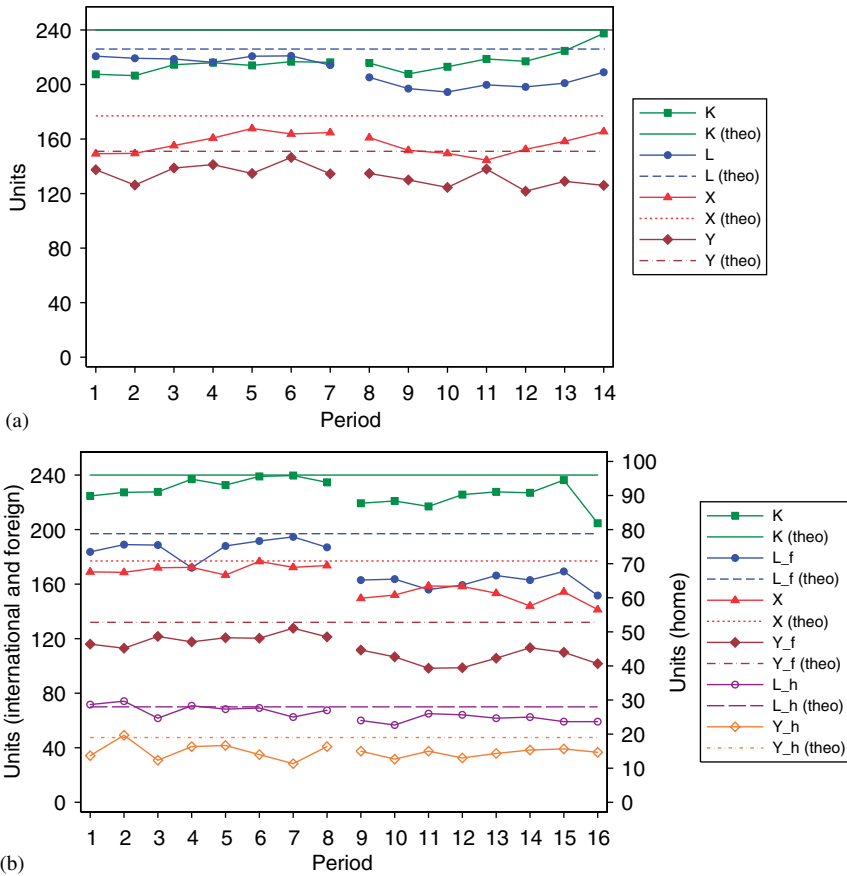 240
200
160
120
80
40
0
Units
1 2 3 4 5 6 7 8 9 10 11 12 13 14
Period
(a)
K
K (theo)
L
L (theo)
X
X (theo)
Y
Y (theo)
240
200
160
120
80
40
0
Units (international and foreign)
100
90
80
70
60
50
40
30
20
10
0
Units (home)
1 2 3 4 5 6 7 8 9 10 11 12 13 14 15 16
Period
(b)
K
K (theo)
L_f
L_f (theo)
X
X (theo)
Y_f
Y_f (theo)
L_h
L_h (theo)
Y_h
Y_h (theo)